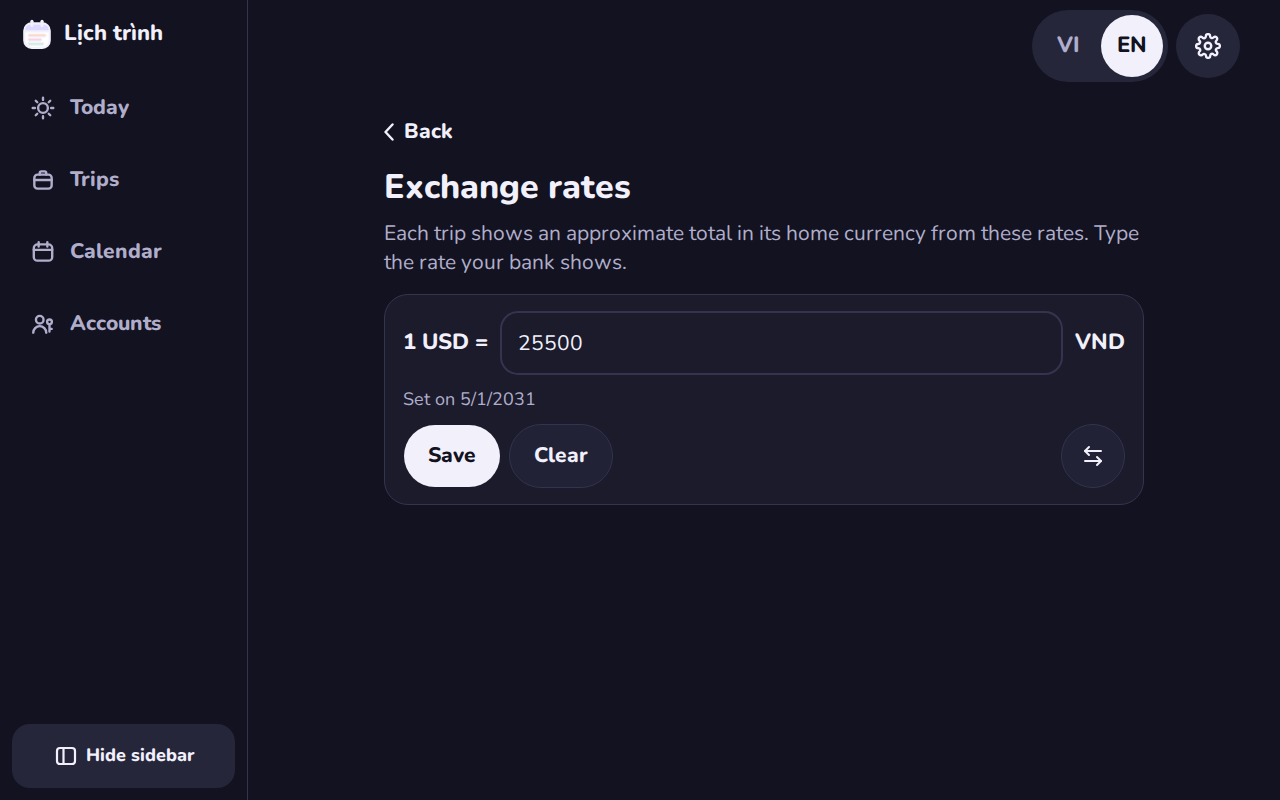 Lịch trình
Today
Trips
Calendar
Accounts
Hide sidebar
VI
EN
Back
Exchange rates
Each trip shows an approximate total in its home currency from these rates. Type
the rate your bank shows.
1 USD =
25500
VND
Set on 5/1/2031
Save
Clear